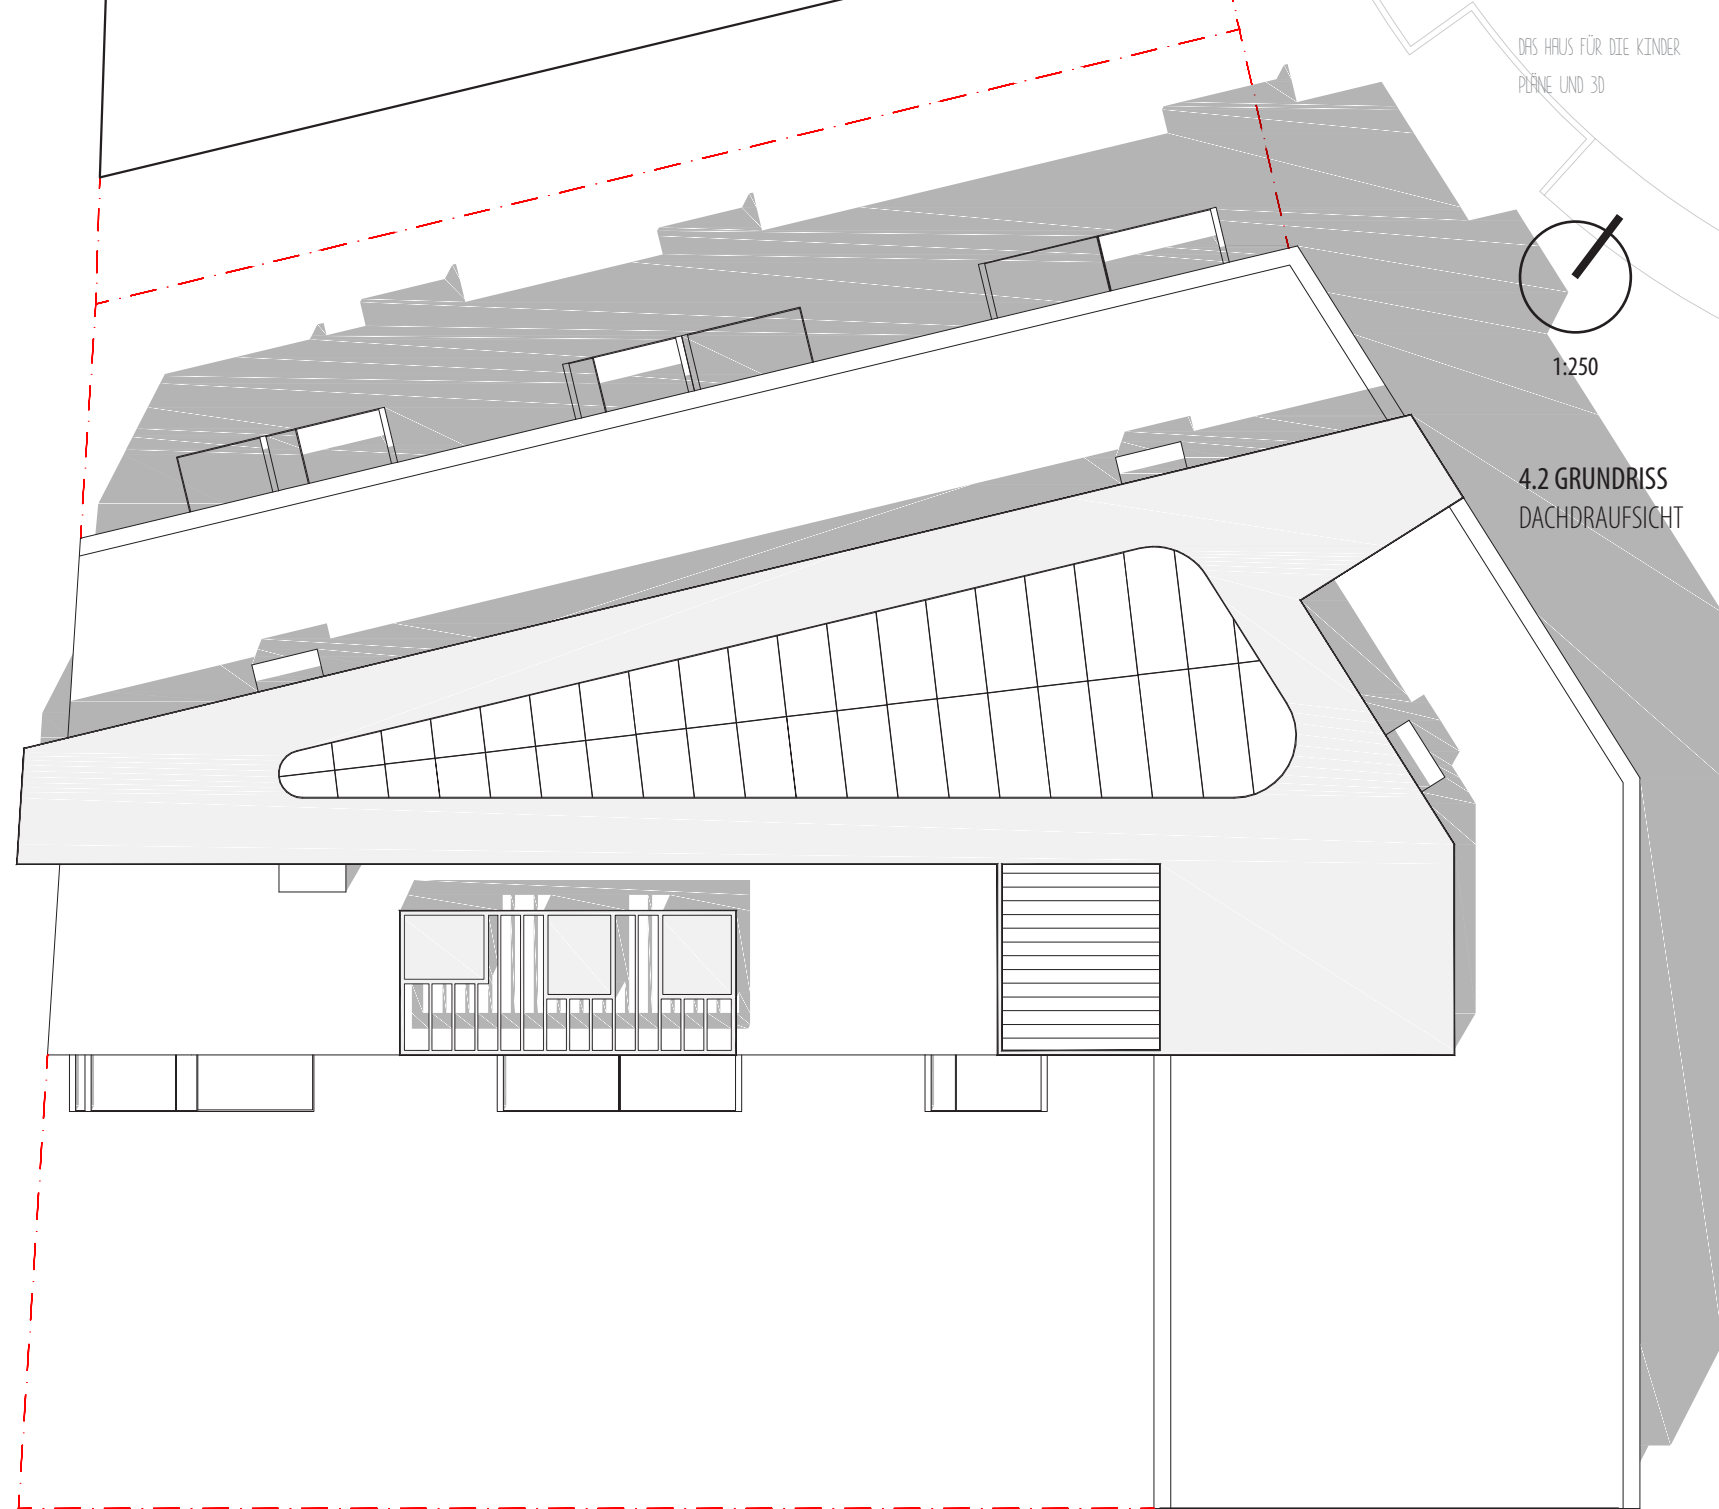 DAS HAUS FÜR DIE KINDER
PLÄNE UND 3D
1:250
4.2 GRUNDRISS
DACHDRAUFSICHT